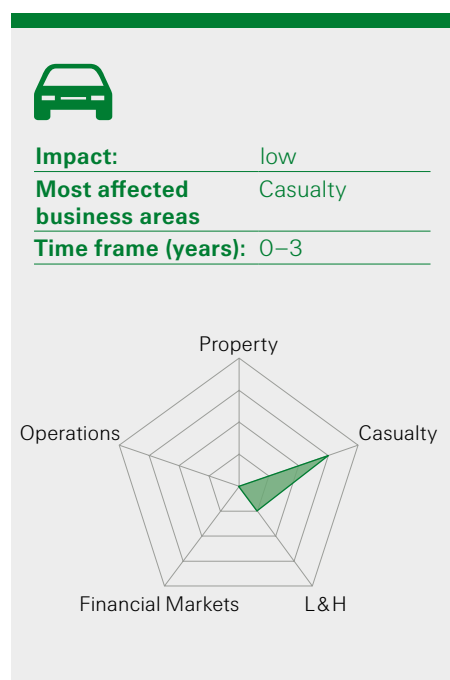 Impact: low
Most affected Casualty
business areas
Time frame (years): 0–3
Property
Operations Casualty
Financial Markets L&H